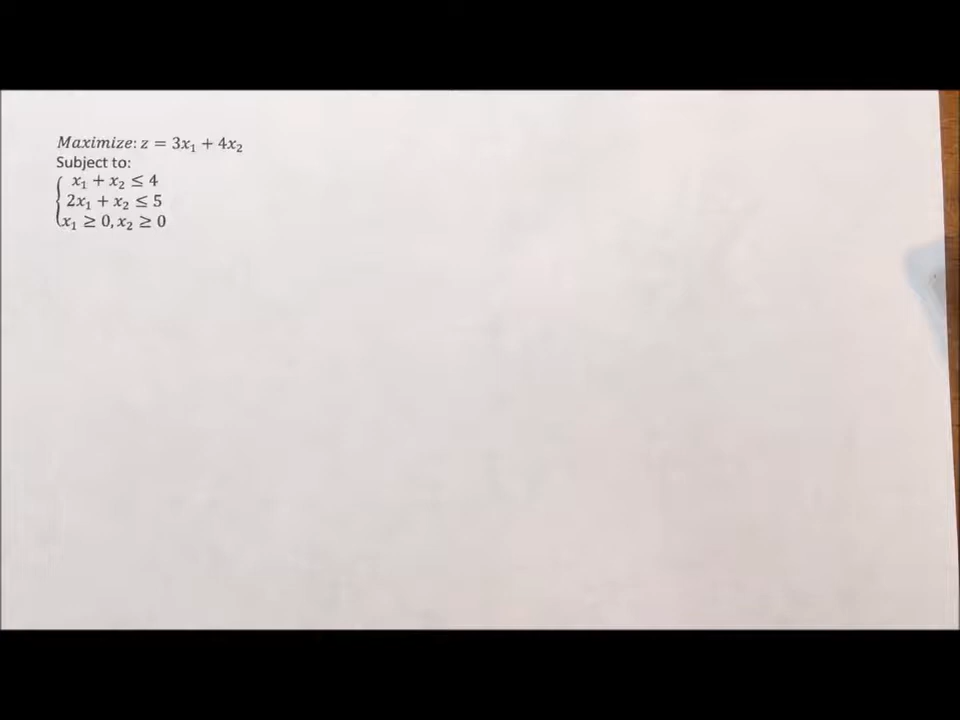 Maximize: z = 3x₁ + 4x₂
Subject to:
x₁ + x₂ ≤ 4
2x₁ + x₂ ≤ 5
x₁ ≥ 0, x₂ ≥ 0